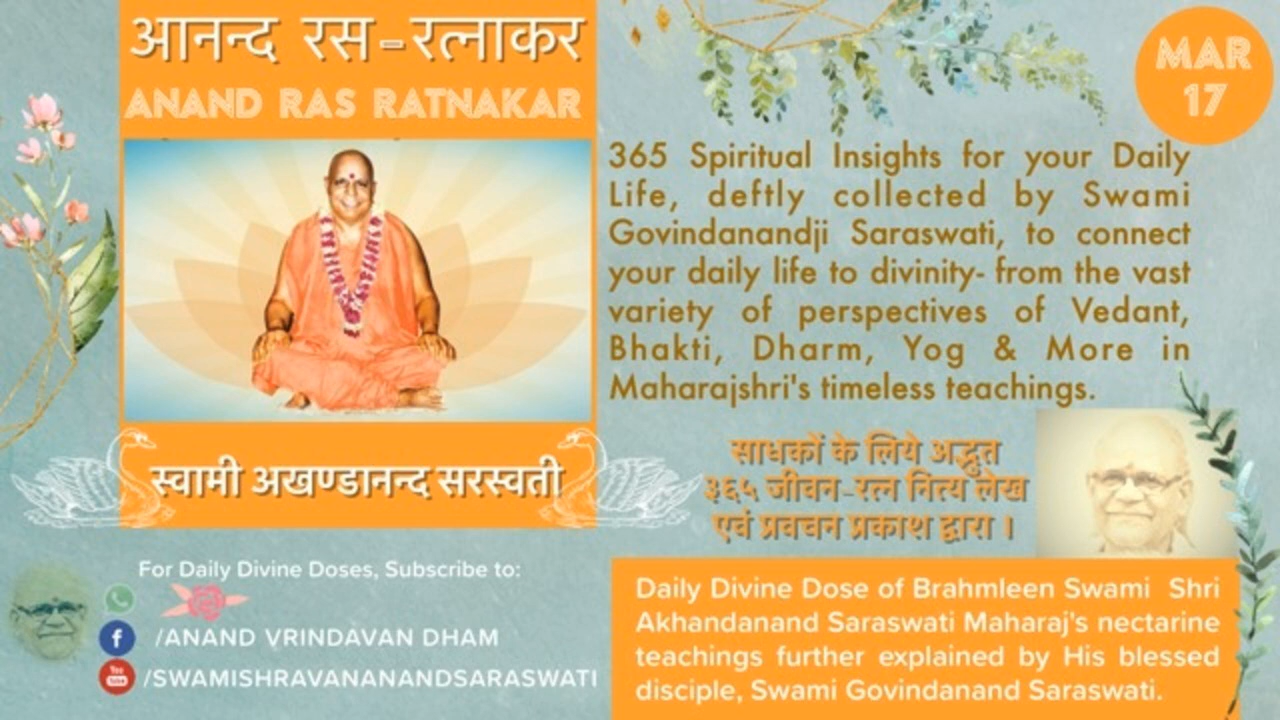 आनन्द रस-रत्नाकर
ANAND RAS RATNAKAR
MAR
17
365 Spiritual Insights for your Daily
Life, deftly collected by Swami
Govindanandji Saraswati, to connect
your daily life to divinity- from the vast
variety of perspectives of Vedant,
Bhakti, Dharm, Yog & More in
Maharajshri's timeless teachings.
स्वामी अखण्डानन्द सरस्वती
साधकों के लिये अद्भुत
३६५ जीवन-रत्न नित्य लेख
एवं प्रवचन प्रकाश द्वारा ।
For Daily Divine Doses, Subscribe to:
f /ANAND VRINDAVAN DHAM
You Tube /SWAMISHRAVANANANDSARASWATI
Daily Divine Dose of Brahmleen Swami Shri
Akhandanand Saraswati Maharaj's nectarine
teachings further explained by His blessed
disciple, Swami Govindanand Saraswati.